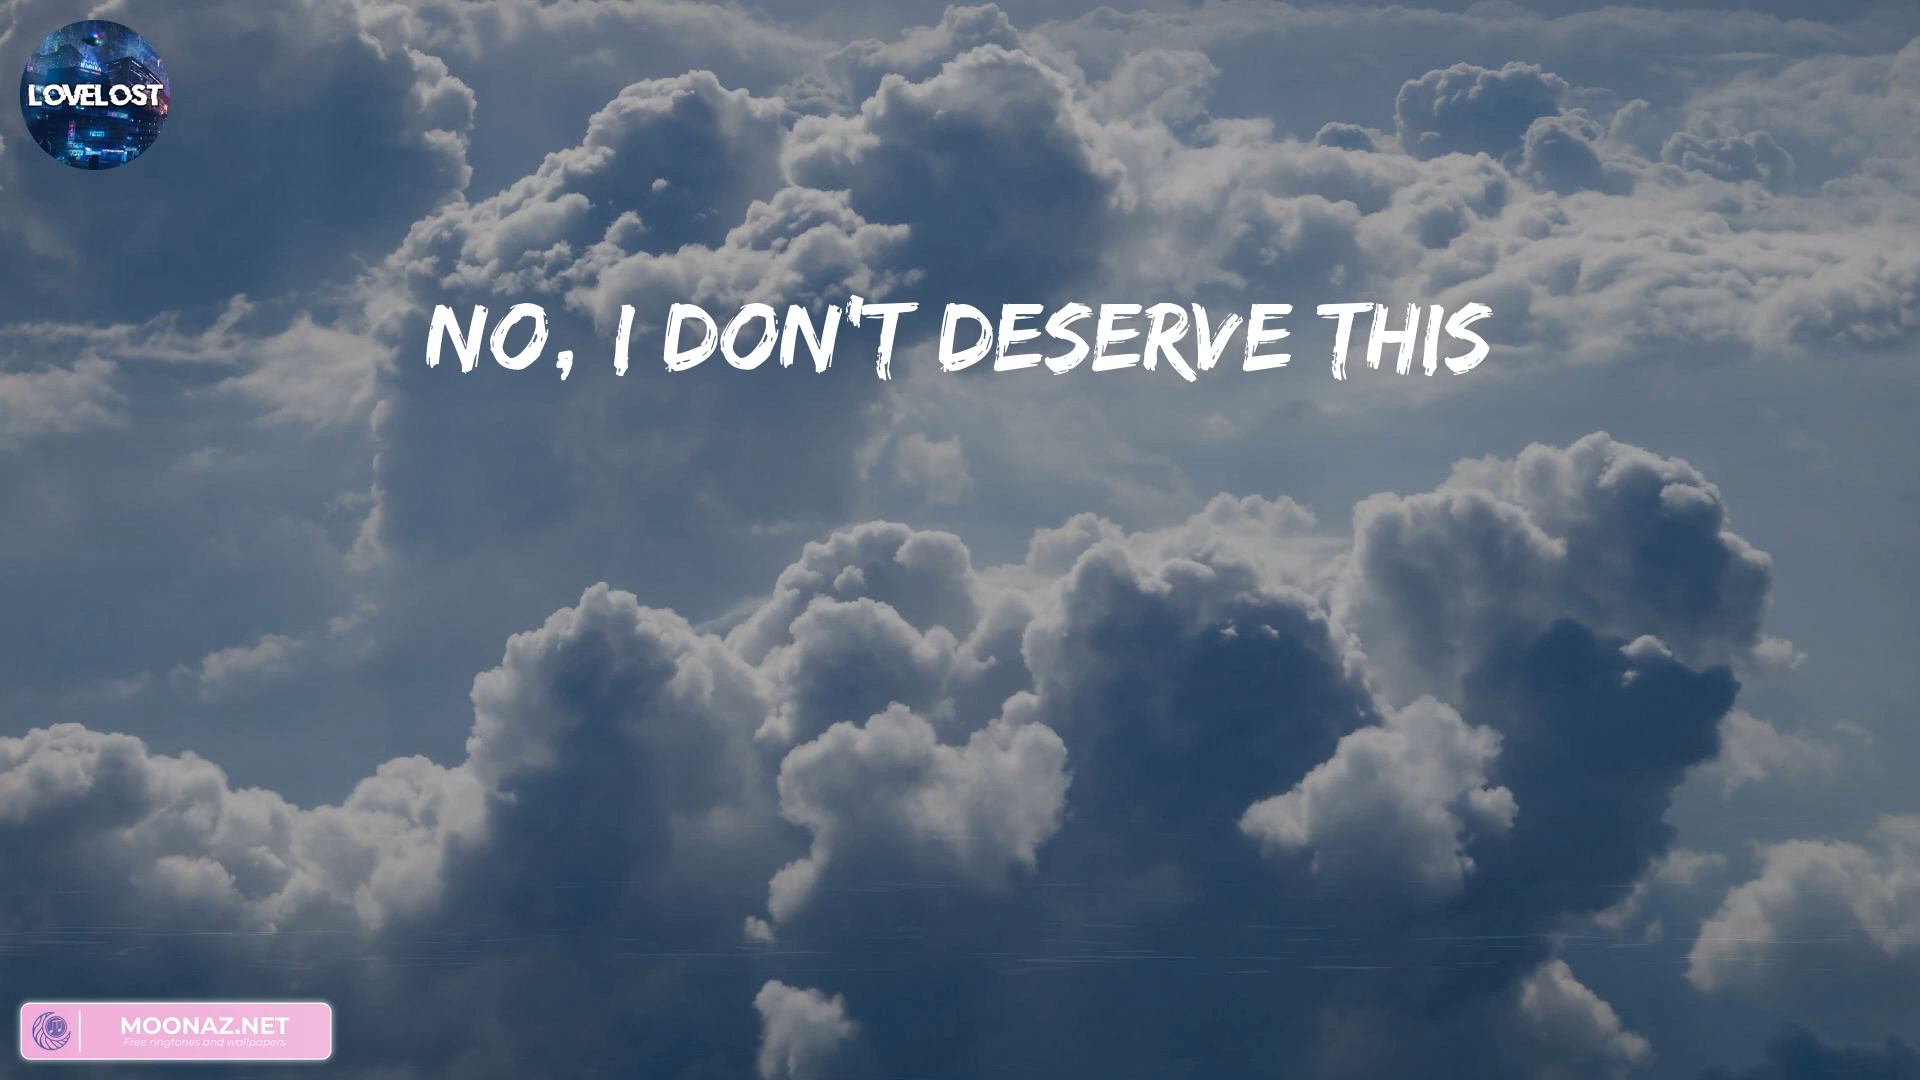 LOVELOST
NO, I DON'T DESERVE THIS
MOONAZ.NET
Free ringtones and wallpapers